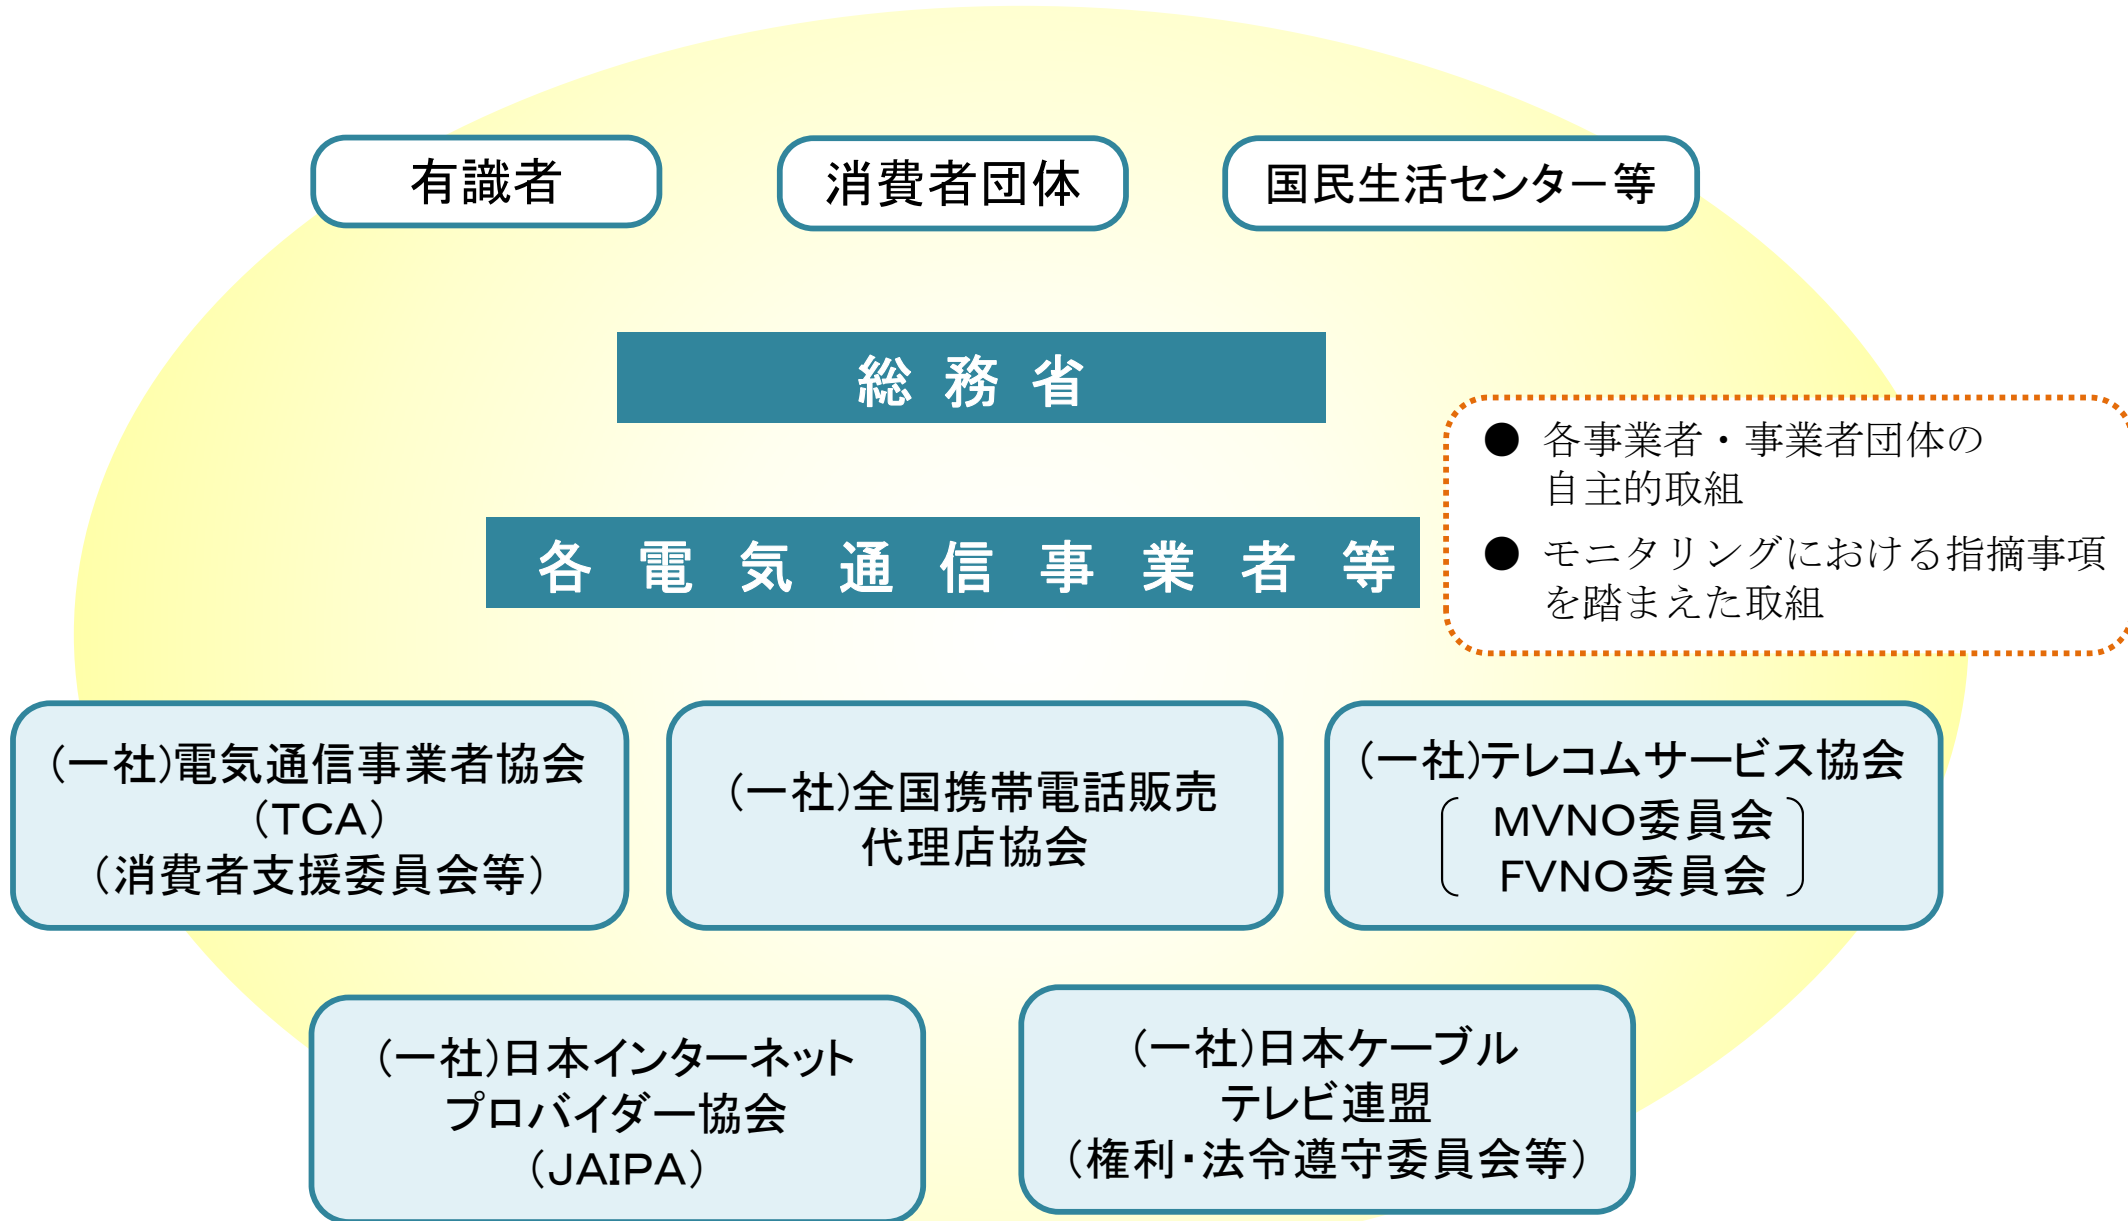 有識者
消費者団体
国民生活センター等
総務省
各電気通信事業者等
● 各事業者・事業者団体の
自主的取組
● モニタリングにおける指摘事項
を踏まえた取組
(一社)電気通信事業者協会
(TCA)
(消費者支援委員会等)
(一社)全国携帯電話販売
代理店協会
(一社)テレコムサービス協会
MVNO委員会
FVNO委員会
(一社)日本インターネット
プロバイダー協会
(JAIPA)
(一社)日本ケーブル
テレビ連盟
(権利・法令遵守委員会等)